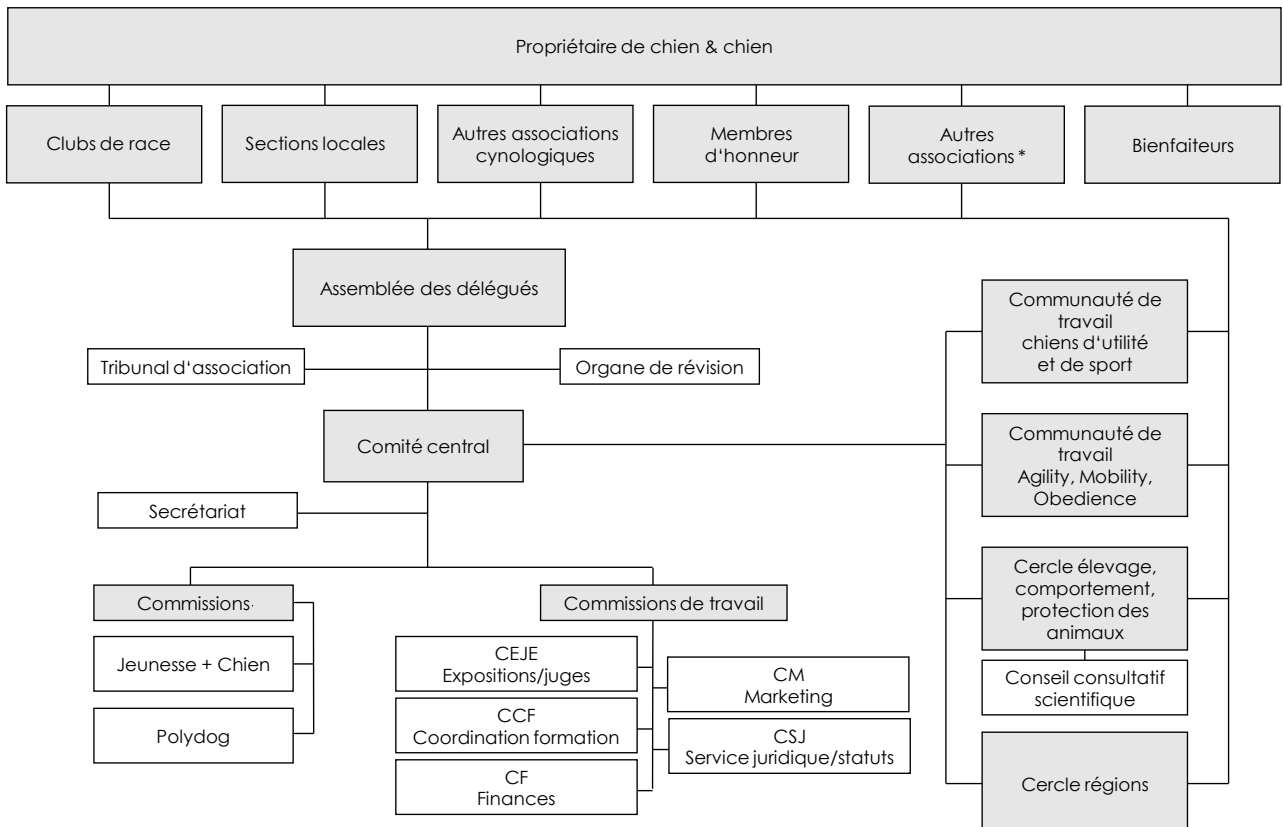 Propriétaire de chien & chien
Clubs de race
Sections locales
Autres associations
cynologiques
Membres
d‘honneur
Autres
associations *
Bienfaiteurs
Assemblée des délégués
Tribunal d‘association
Organe de révision
Comité central
Secrétariat
Commissions
Jeunesse + Chien
Polydog
Commissions de travail
CEJE
Expositions/juges
CCF
Coordination formation
CF
Finances
CM
Marketing
CSJ
Service juridique/statuts
Communauté de
travail
chiens d‘utilité
et de sport
Communauté de
travail
Agility, Mobility,
Obedience
Cercle élevage,
comportement,
protection des
animaux
Conseil consultatif
scientifique
Cercle régions